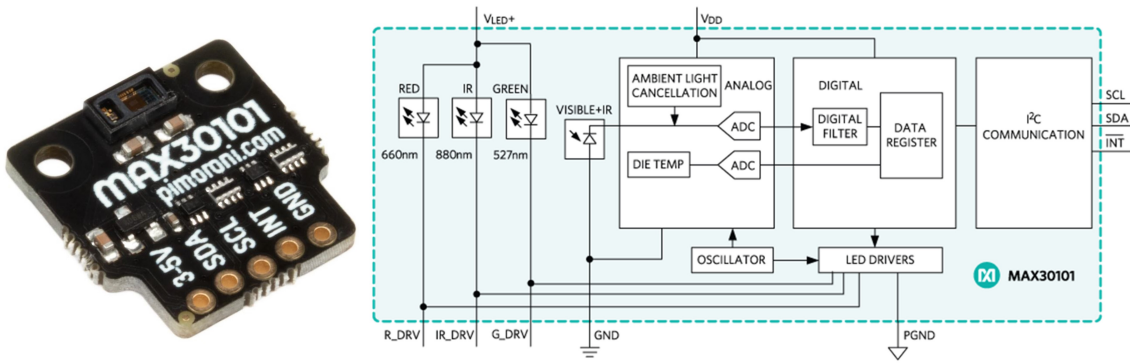 MAX30101
pimoroni.com
3-5V
SDA
SCL
INT
GND
VLED+
VDD
RED
IR
GREEN
660nm
880nm
527nm
VISIBLE+IR
AMBIENT LIGHT
CANCELLATION
ANALOG
ADC
DIE TEMP
ADC
DIGITAL
DIGITAL
FILTER
DATA
REGISTER
I²C
COMMUNICATION
SCL
SDA
INT
OSCILLATOR
LED DRIVERS
MAX30101
R_DRV
IR_DRV
G_DRV
GND
PGND